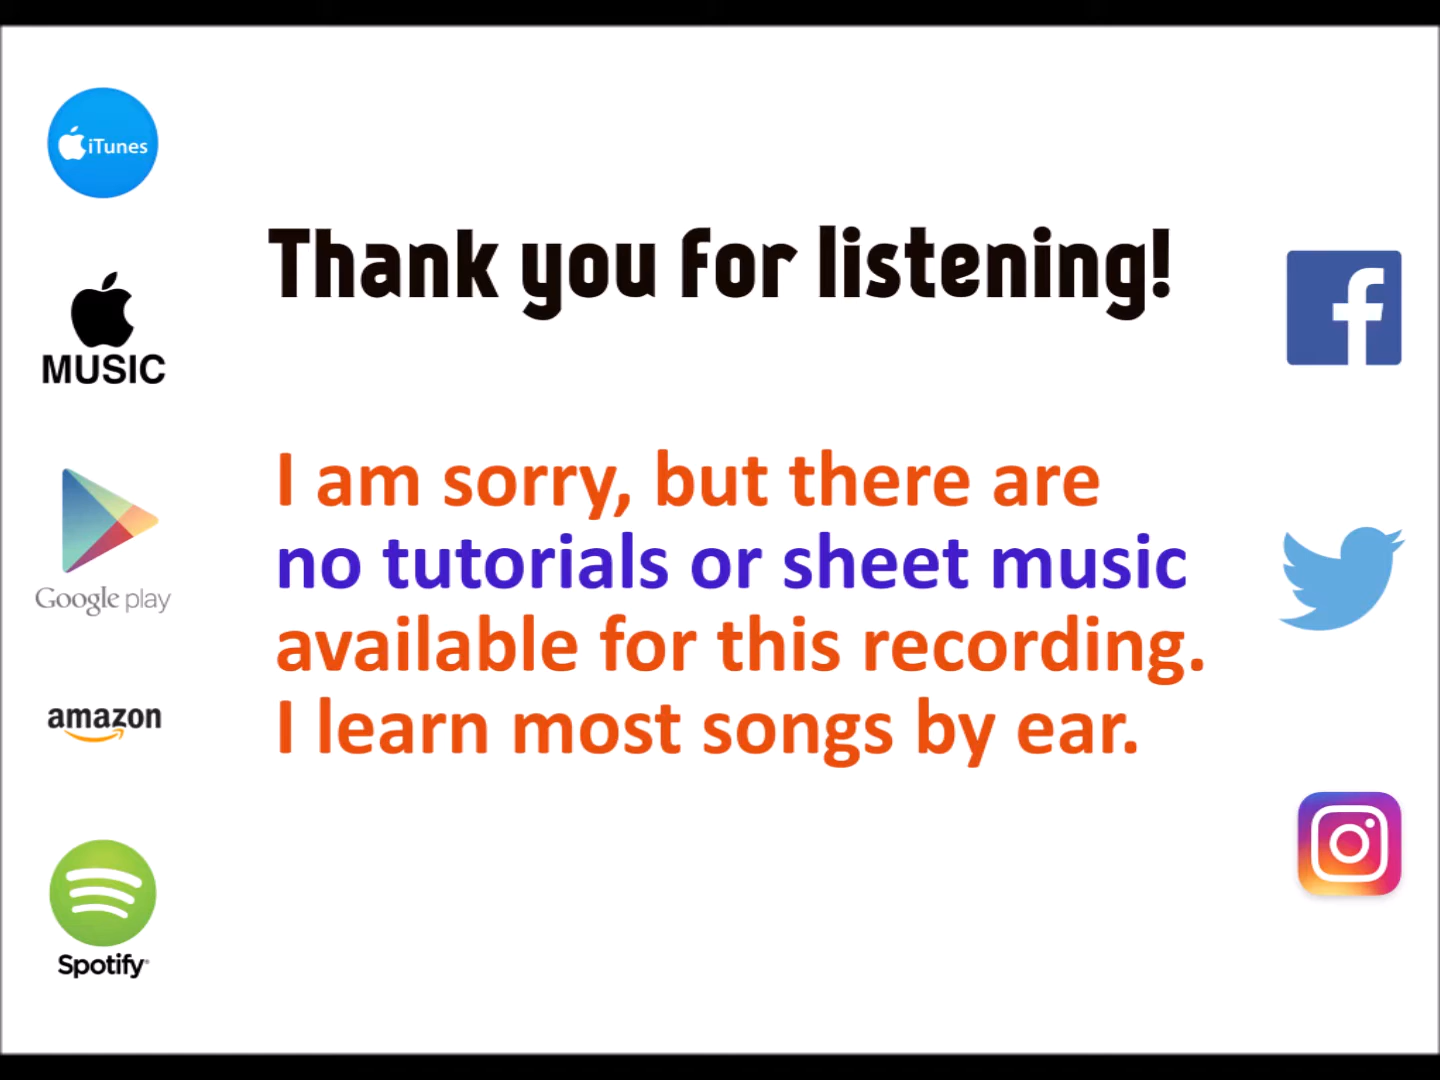 iTunes
Thank you for listening!
MUSIC
I am sorry, but there are
no tutorials or sheet music
available for this recording.
I learn most songs by ear.
Google play
amazon
Spotify